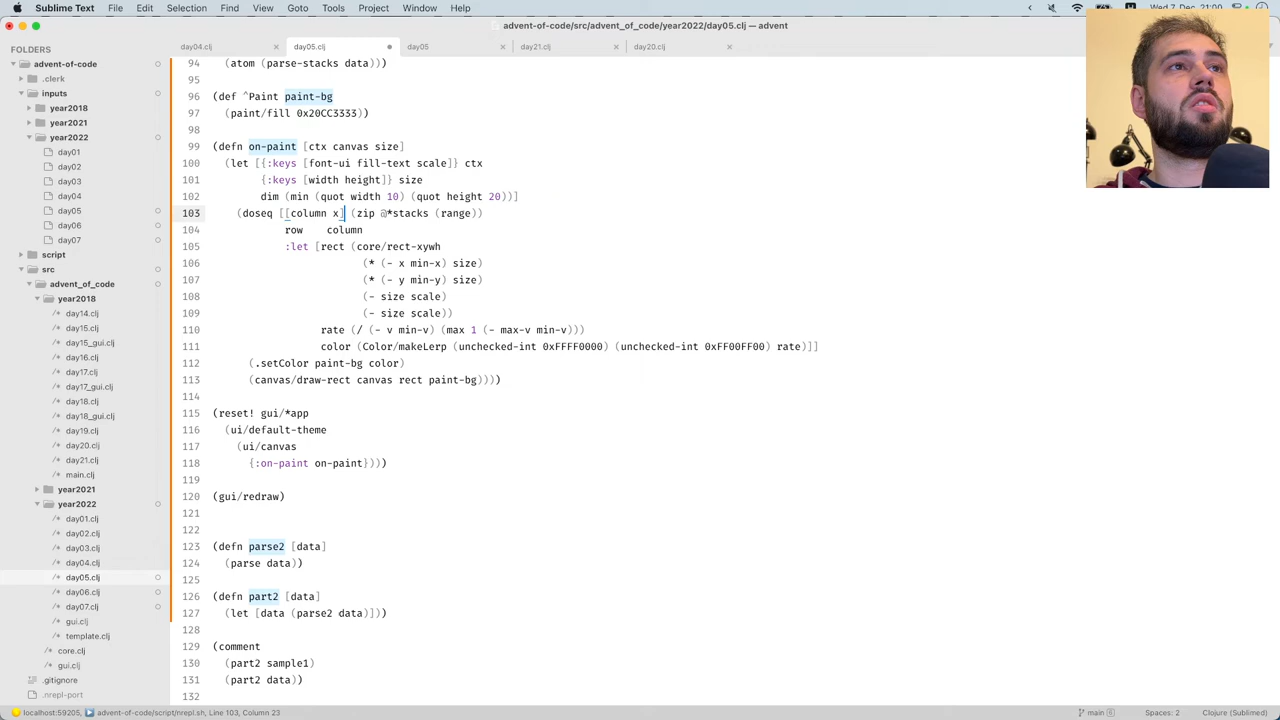 Sublime Text File Edit Selection Find View Goto Tools Project Window Help
Wed 7. Dec 21:00
advent-of-code/src/advent_of_code/year2022/day05.clj — advent
FOLDERS
advent-of-code
.clerk
inputs
year2018
year2021
year2022
day01
day02
day03
day04
day05
day06
day07
script
src
advent_of_code
year2018
day14.clj
day15.clj
day15_gui.clj
day16.clj
day17.clj
day17_gui.clj
day18.clj
day18_gui.clj
day19.clj
day20.clj
day21.clj
main.clj
year2021
year2022
day01.clj
day02.clj
day03.clj
day04.clj
day05.clj
day06.clj
day07.clj
gui.clj
template.clj
core.clj
gui.clj
.gitignore
.nrepl-port
day04.clj day05.clj day05 day21.clj day20.clj
94 (atom (parse-stacks data)))
95
96 (def ^Paint paint-bg
97 (paint/fill 0x20CC3333))
98
99 (defn on-paint [ctx canvas size]
100 (let [{:keys [font-ui fill-text scale]} ctx
101 {:keys [width height]} size
102 dim (min (quot width 10) (quot height 20))]
103 (doseq [[column x] (zip @*stacks (range))
104 row column
105 :let [rect (core/rect-xywh
106 (* (- x min-x) size)
107 (* (- y min-y) size)
108 (- size scale)
109 (- size scale))
110 rate (/ (- v min-v) (max 1 (- max-v min-v)))
111 color (Color/makeLerp (unchecked-int 0xFFFF0000) (unchecked-int 0xFF00FF00) rate)]]
112 (.setColor paint-bg color)
113 (canvas/draw-rect canvas rect paint-bg))))
114
115 (reset! gui/*app
116 (ui/default-theme
117 (ui/canvas
118 {:on-paint on-paint})))
119
120 (gui/redraw)
121
122
123 (defn parse2 [data]
124 (parse data))
125
126 (defn part2 [data]
127 (let [data (parse2 data)]))
128
129 (comment
130 (part2 sample1)
131 (part2 data))
132
localhost:59205, advent-of-code/script/nrepl.sh, Line 103, Column 23
main 6 Spaces: 2 Clojure (Sublimed)